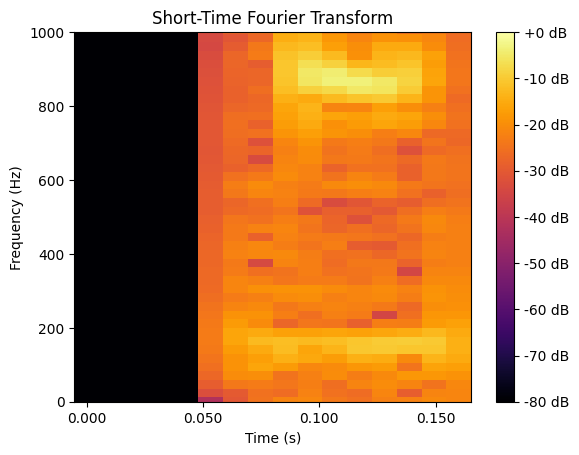 Short-Time Fourier Transform
1000
800
600
400
200
0
Frequency (Hz)
0.000
0.050
0.100
0.150
Time (s)
+0 dB
-10 dB
-20 dB
-30 dB
-40 dB
-50 dB
-60 dB
-70 dB
-80 dB